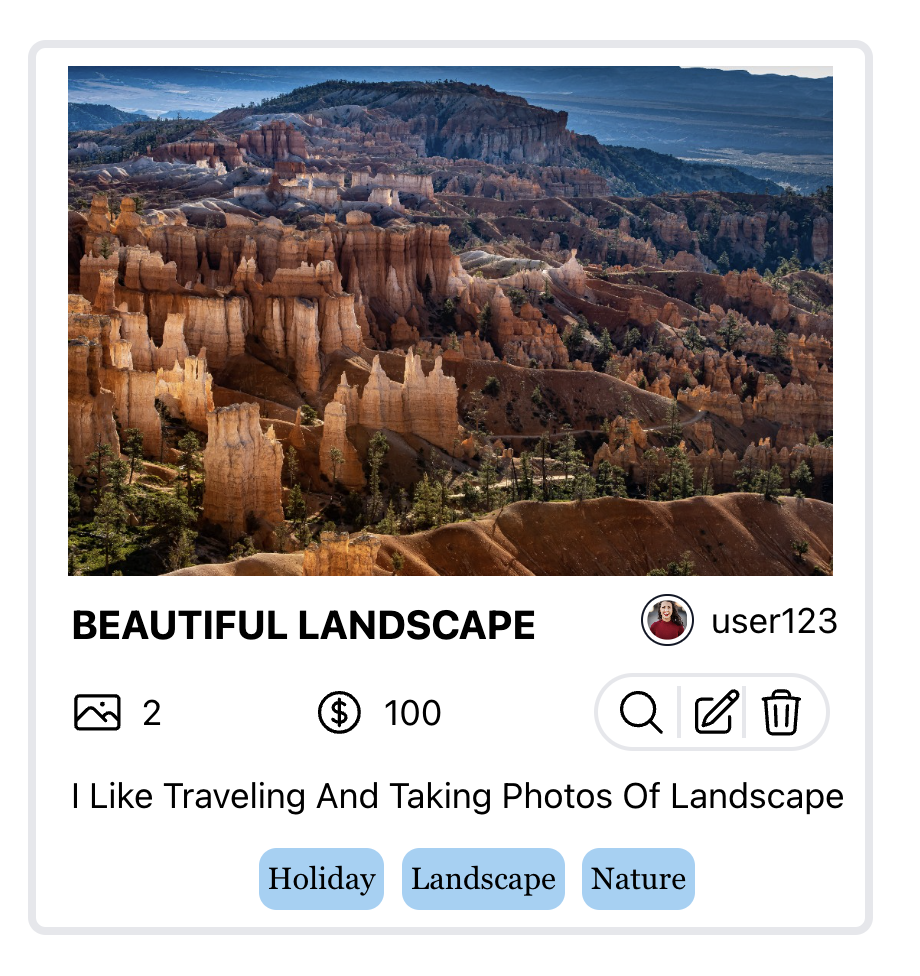 BEAUTIFUL LANDSCAPE
user123
2
100
I Like Traveling And Taking Photos Of Landscape
Holiday
Landscape
Nature